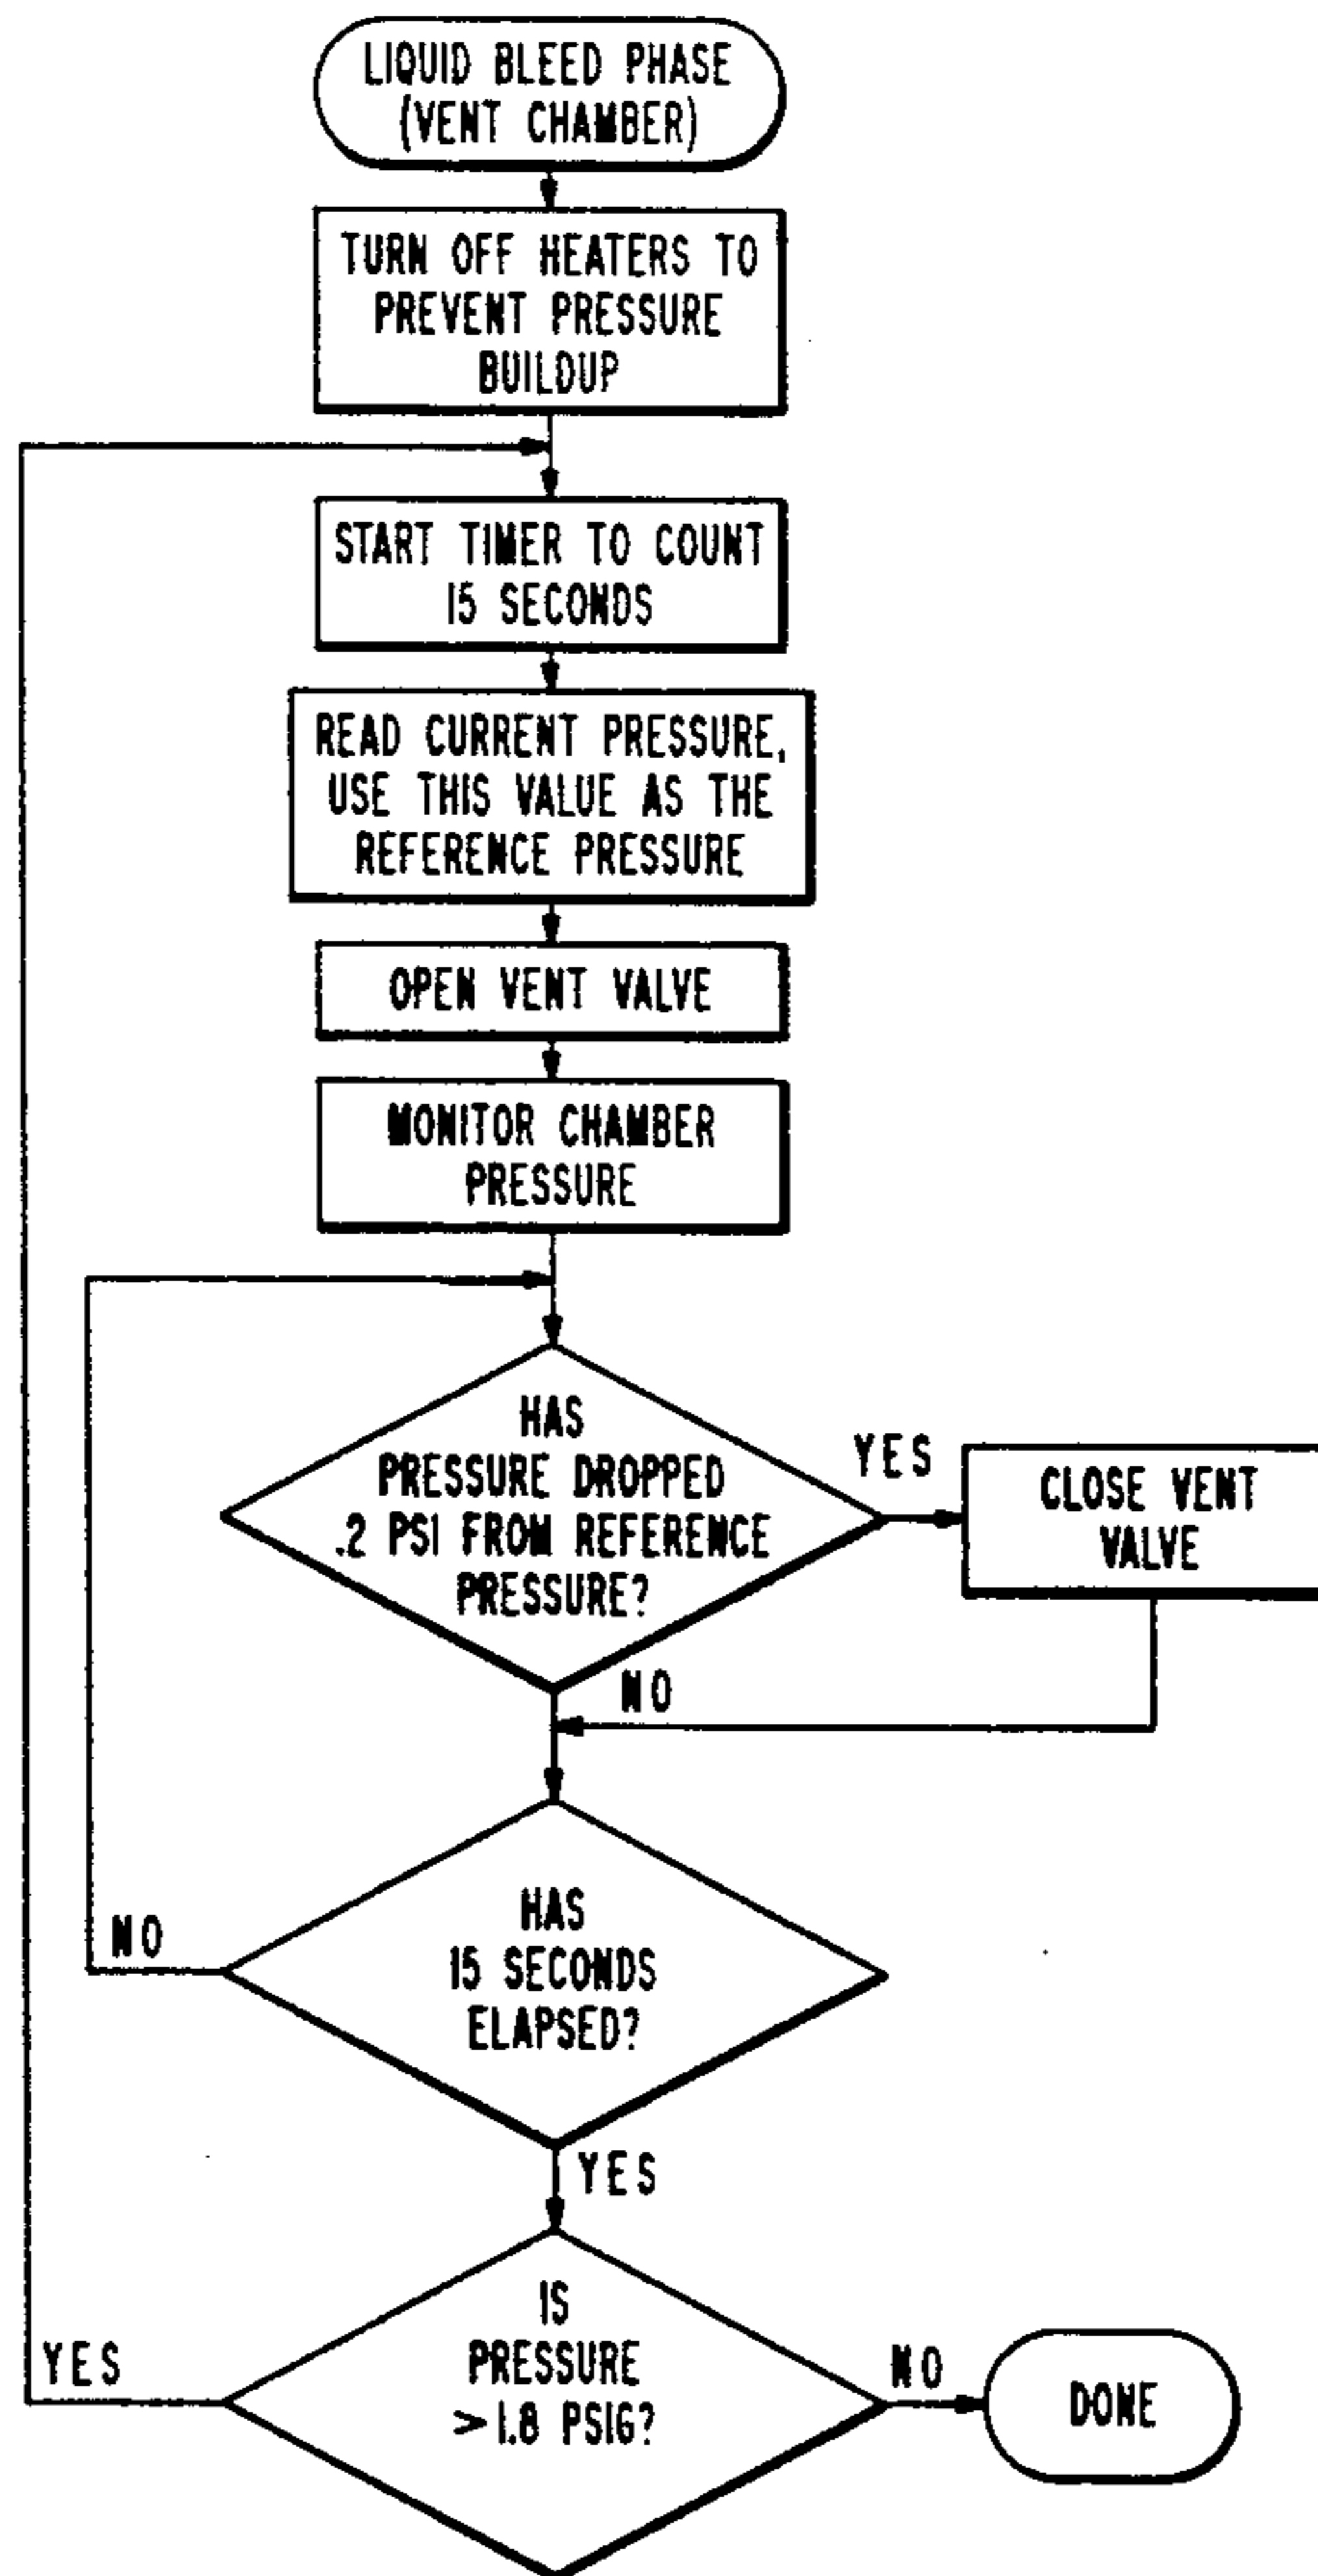 LIQUID BLEED PHASE
(VENT CHAMBER)
TURN OFF HEATERS TO
PREVENT PRESSURE
BUILDUP
START TIMER TO COUNT
15 SECONDS
READ CURRENT PRESSURE,
USE THIS VALUE AS THE
REFERENCE PRESSURE
OPEN VENT VALVE
MONITOR CHAMBER
PRESSURE
HAS
PRESSURE DROPPED
.2 PSI FROM REFERENCE
PRESSURE?
YES
CLOSE VENT
VALVE
NO
HAS
15 SECONDS
ELAPSED?
NO
YES
IS
PRESSURE
>1.8 PSIG?
YES
NO
DONE